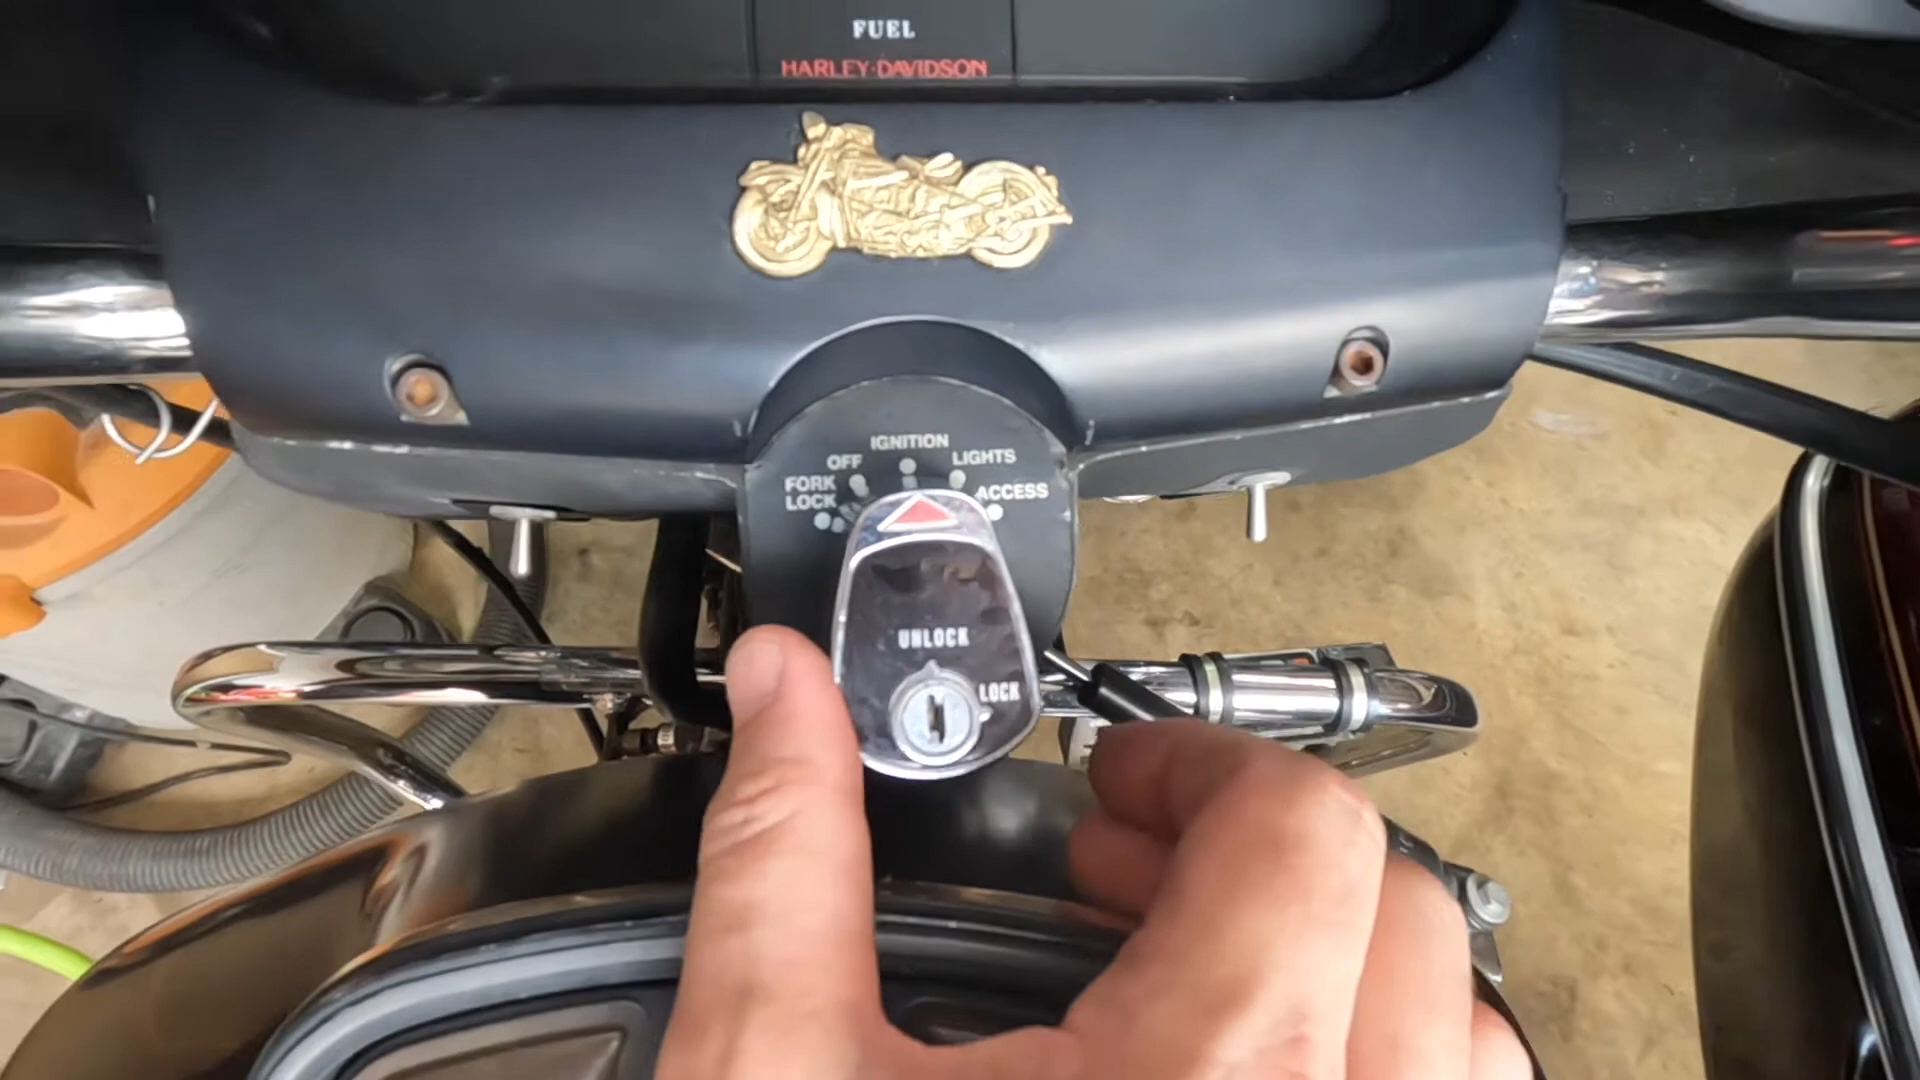 FUEL
HARLEY-DAVIDSON
IGNITION
OFF
LIGHTS
FORK
LOCK
ACCESS
UNLOCK
LOCK